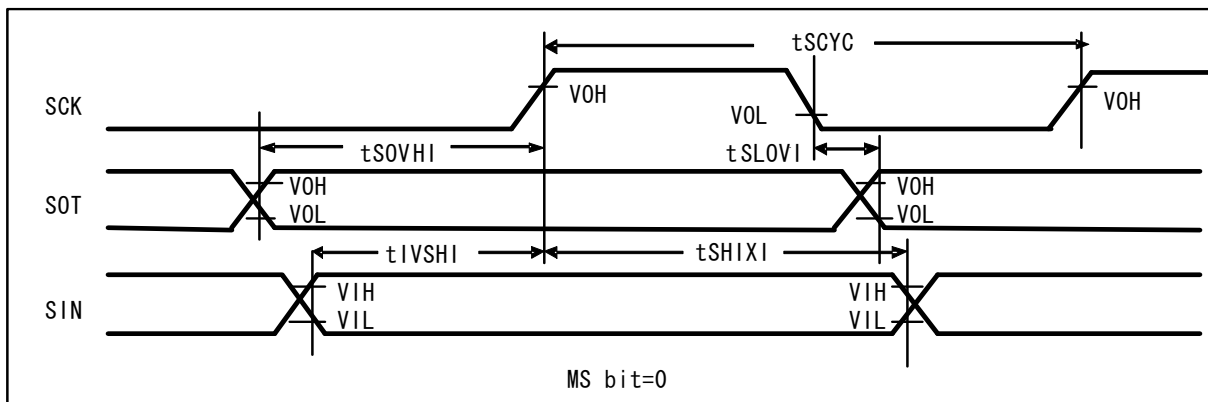 tSCYC
SCK
VOH
VOL
VOH
tSOVHI
tSLOVI
SOT
VOH
VOL
VOH
VOL
tIVSHI
tSHIXI
SIN
VIH
VIL
VIH
VIL
MS bit=0